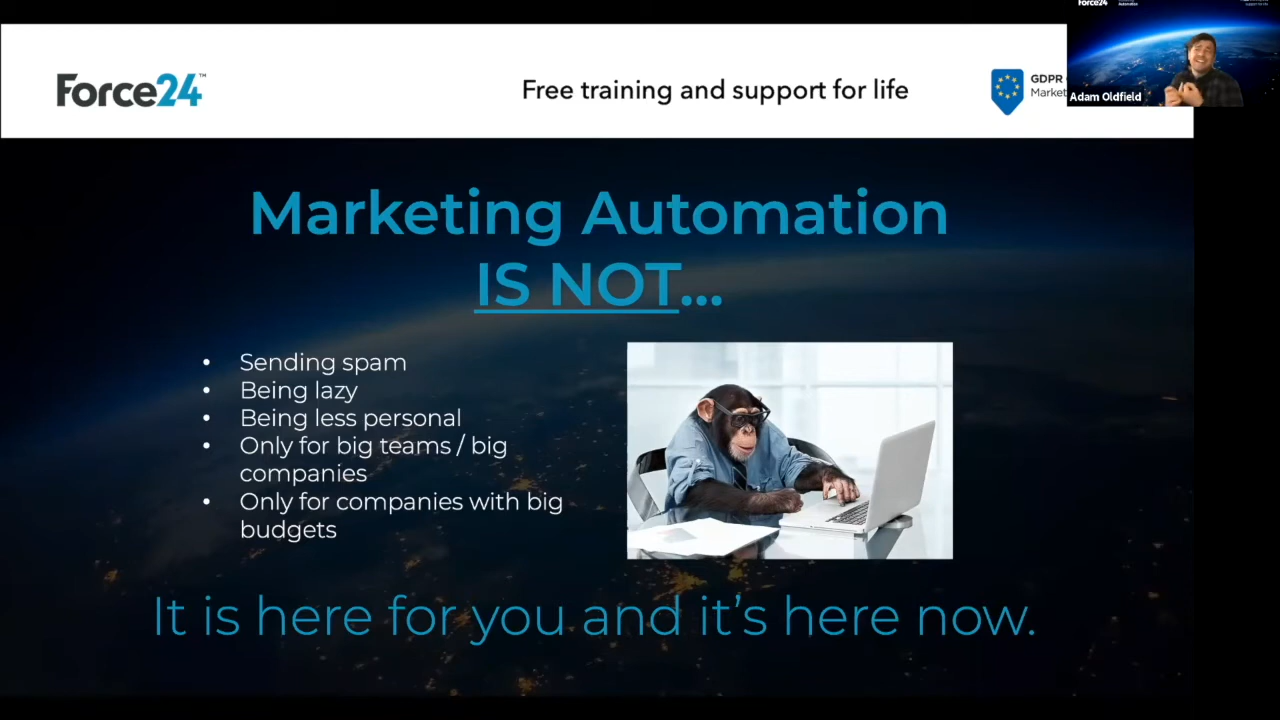 Force24™
Free training and support for life
GDPR
Market
Force24
Adam Oldfield
Marketing Automation
IS NOT...
• Sending spam
• Being lazy
• Being less personal
• Only for big teams / big
companies
• Only for companies with big
budgets
It is here for you and it's here now.